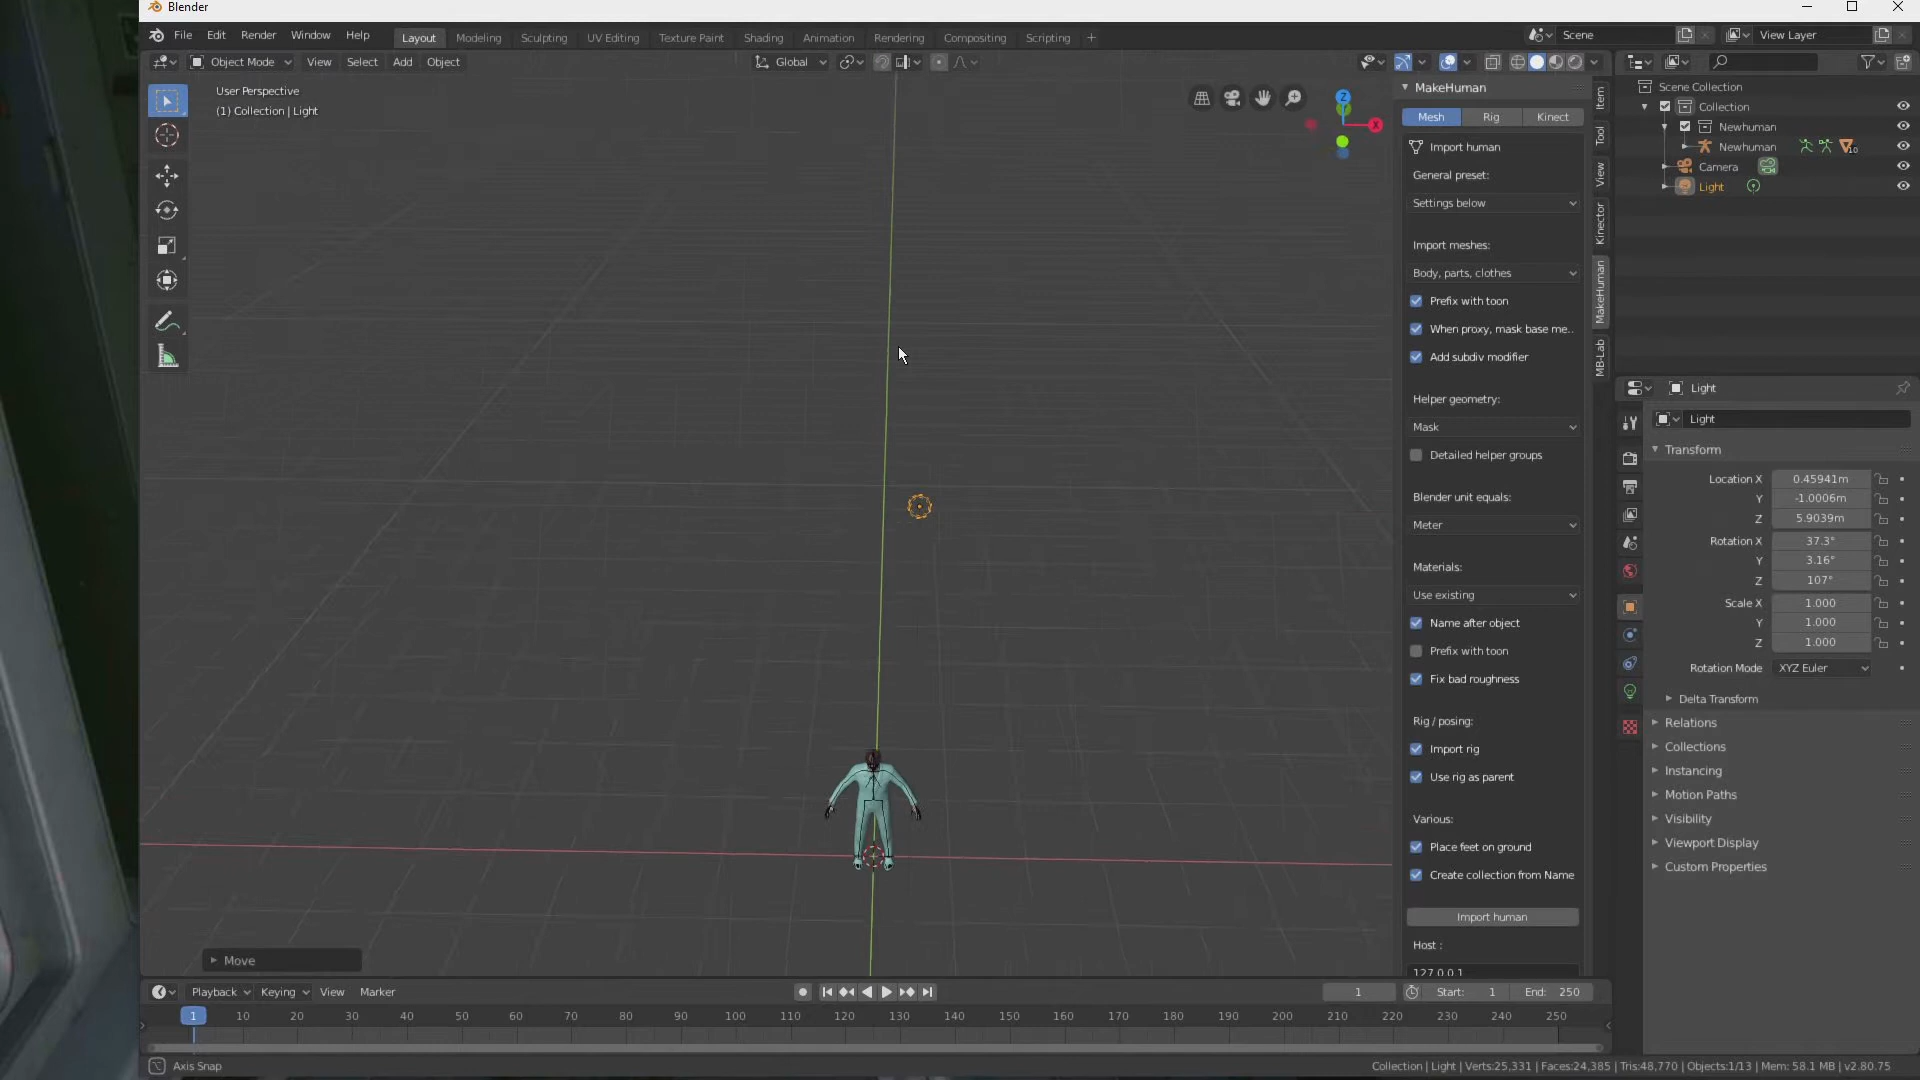 Blender
File Edit Render Window Help
Layout Modeling Sculpting UV Editing Texture Paint Shading Animation Rendering Compositing Scripting +
Scene
View Layer
Object Mode View Select Add Object
Global
User Perspective
(1) Collection | Light
Z
X
MakeHuman
Mesh Rig Kinect
Import human
General preset:
Settings below
Import meshes:
Body, parts, clothes
Prefix with toon
When proxy, mask base me..
Add subdiv modifier
Helper geometry:
Mask
Detailed helper groups
Blender unit equals:
Meter
Materials:
Use existing
Name after object
Prefix with toon
Fix bad roughness
Rig / posing:
Import rig
Use rig as parent
Various:
Place feet on ground
Create collection from Name
Import human
Host :
127.0.0.1
Item
Tool
View
Kinector
MakeHuman
MB-Lab
Scene Collection
Collection
Newhuman
Newhuman
10
Camera
Light
Light
Light
Transform
Location X 0.45941m
Y -1.0006m
Z 5.9039m
Rotation X 37.3°
Y 3.16°
Z 107°
Scale X 1.000
Y 1.000
Z 1.000
Rotation Mode XYZ Euler
Delta Transform
Relations
Collections
Instancing
Motion Paths
Visibility
Viewport Display
Custom Properties
Move
Playback Keying View Marker
1
Start: 1
End: 250
1 10 20 30 40 50 60 70 80 90 100 110 120 130 140 150 160 170 180 190 200 210 220 230 240 250
Axis Snap
Collection | Light | Verts:25,331 | Faces:24,385 | Tris:48,770 | Objects:1/13 | Mem: 58.1 MB | v2.80.75